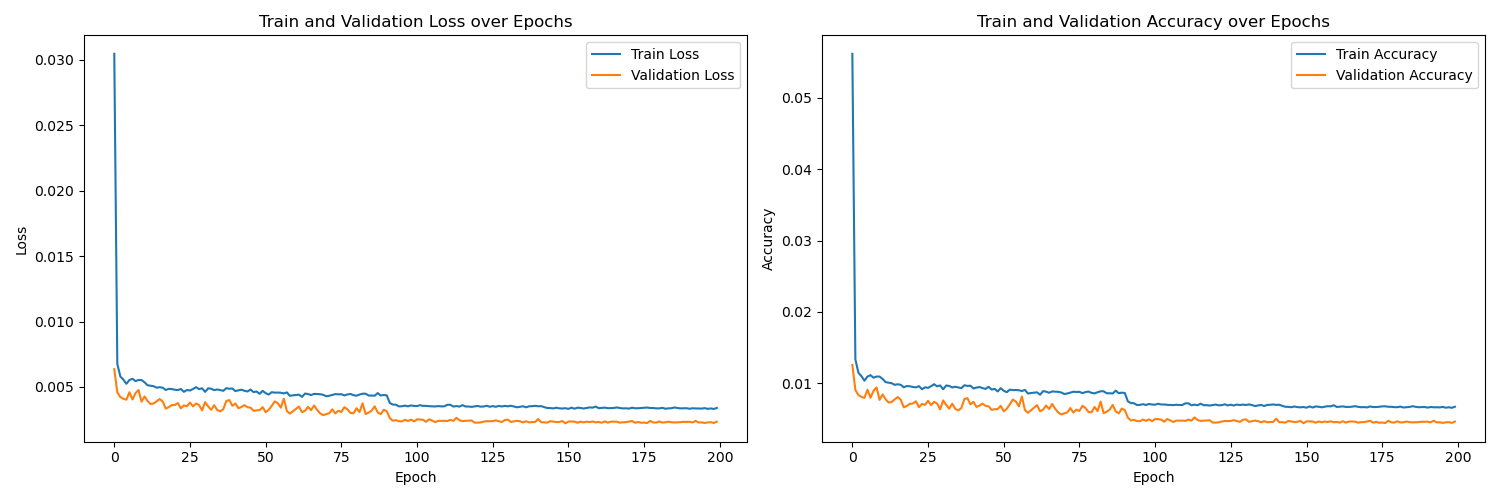 Train and Validation Loss over Epochs
Train Loss
Validation Loss
0.030
0.025
0.020
0.015
0.010
0.005
Loss
0 25 50 75 100 125 150 175 200
Epoch
Train and Validation Accuracy over Epochs
Train Accuracy
Validation Accuracy
0.05
0.04
0.03
0.02
0.01
Accuracy
0 25 50 75 100 125 150 175 200
Epoch